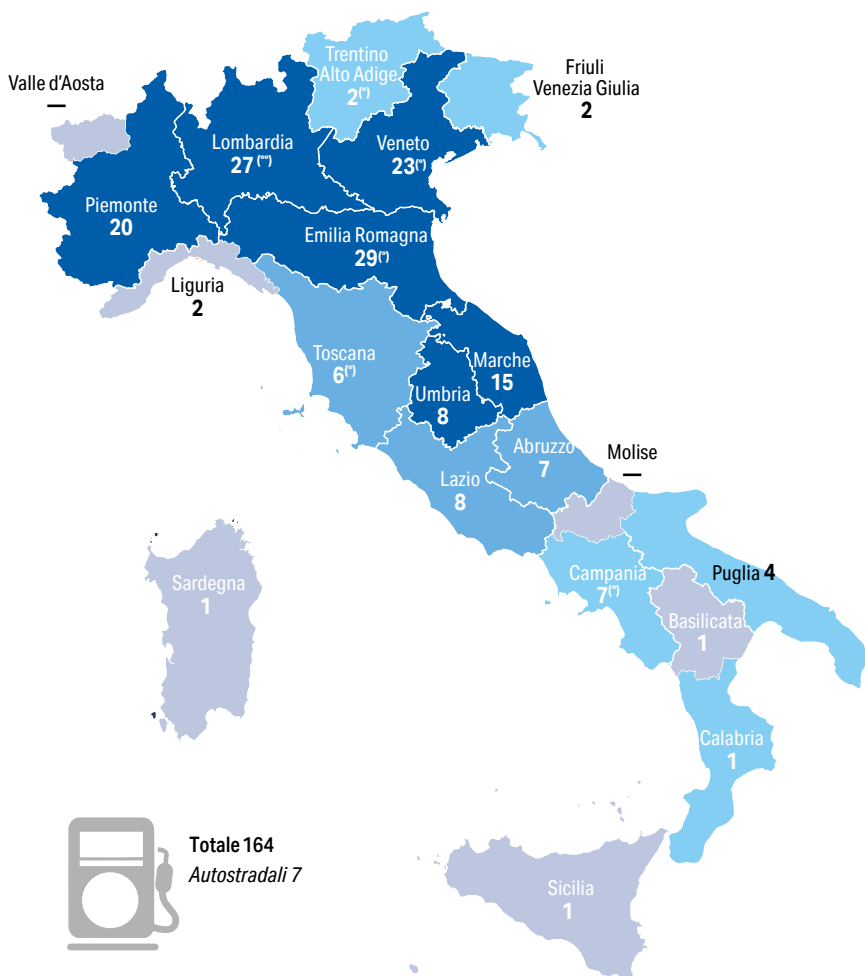 Trentino
Alto Adige
2(°)
Friuli
Venezia Giulia
2
Valle d'Aosta
—
Lombardia
27 (°°)
Veneto
23(°)
Piemonte
20
Emilia Romagna
29(°)
Liguria
2
Toscana
6(°)
Marche
15
Umbria
8
Abruzzo
7
Molise
—
Lazio
8
Sardegna
1
Campania
7(°)
Puglia 4
Basilicata
1
Calabria
1
Totale 164
Autostradali 7
Sicilia
1